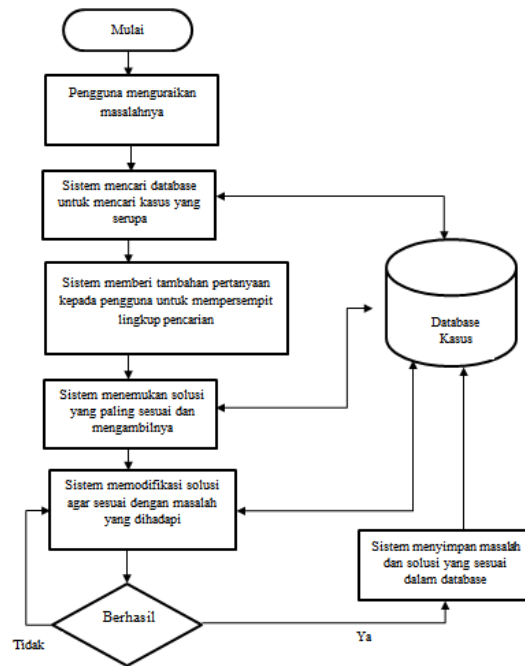 Mulai
Pengguna menguraikan
masalahnya
Sistem mencari database
untuk mencari kasus yang
serupa
Sistem memberi tambahan pertanyaan
kepada pengguna untuk mempersempit
lingkup pencarian
Database
Kasus
Sistem menemukan solusi
yang paling sesuai dan
mengambilnya
Sistem memodifikasi solusi
agar sesuai dengan masalah
yang dihadapi
Sistem menyimpan masalah
dan solusi yang sesuai
dalam database
Berhasil
Tidak
Ya